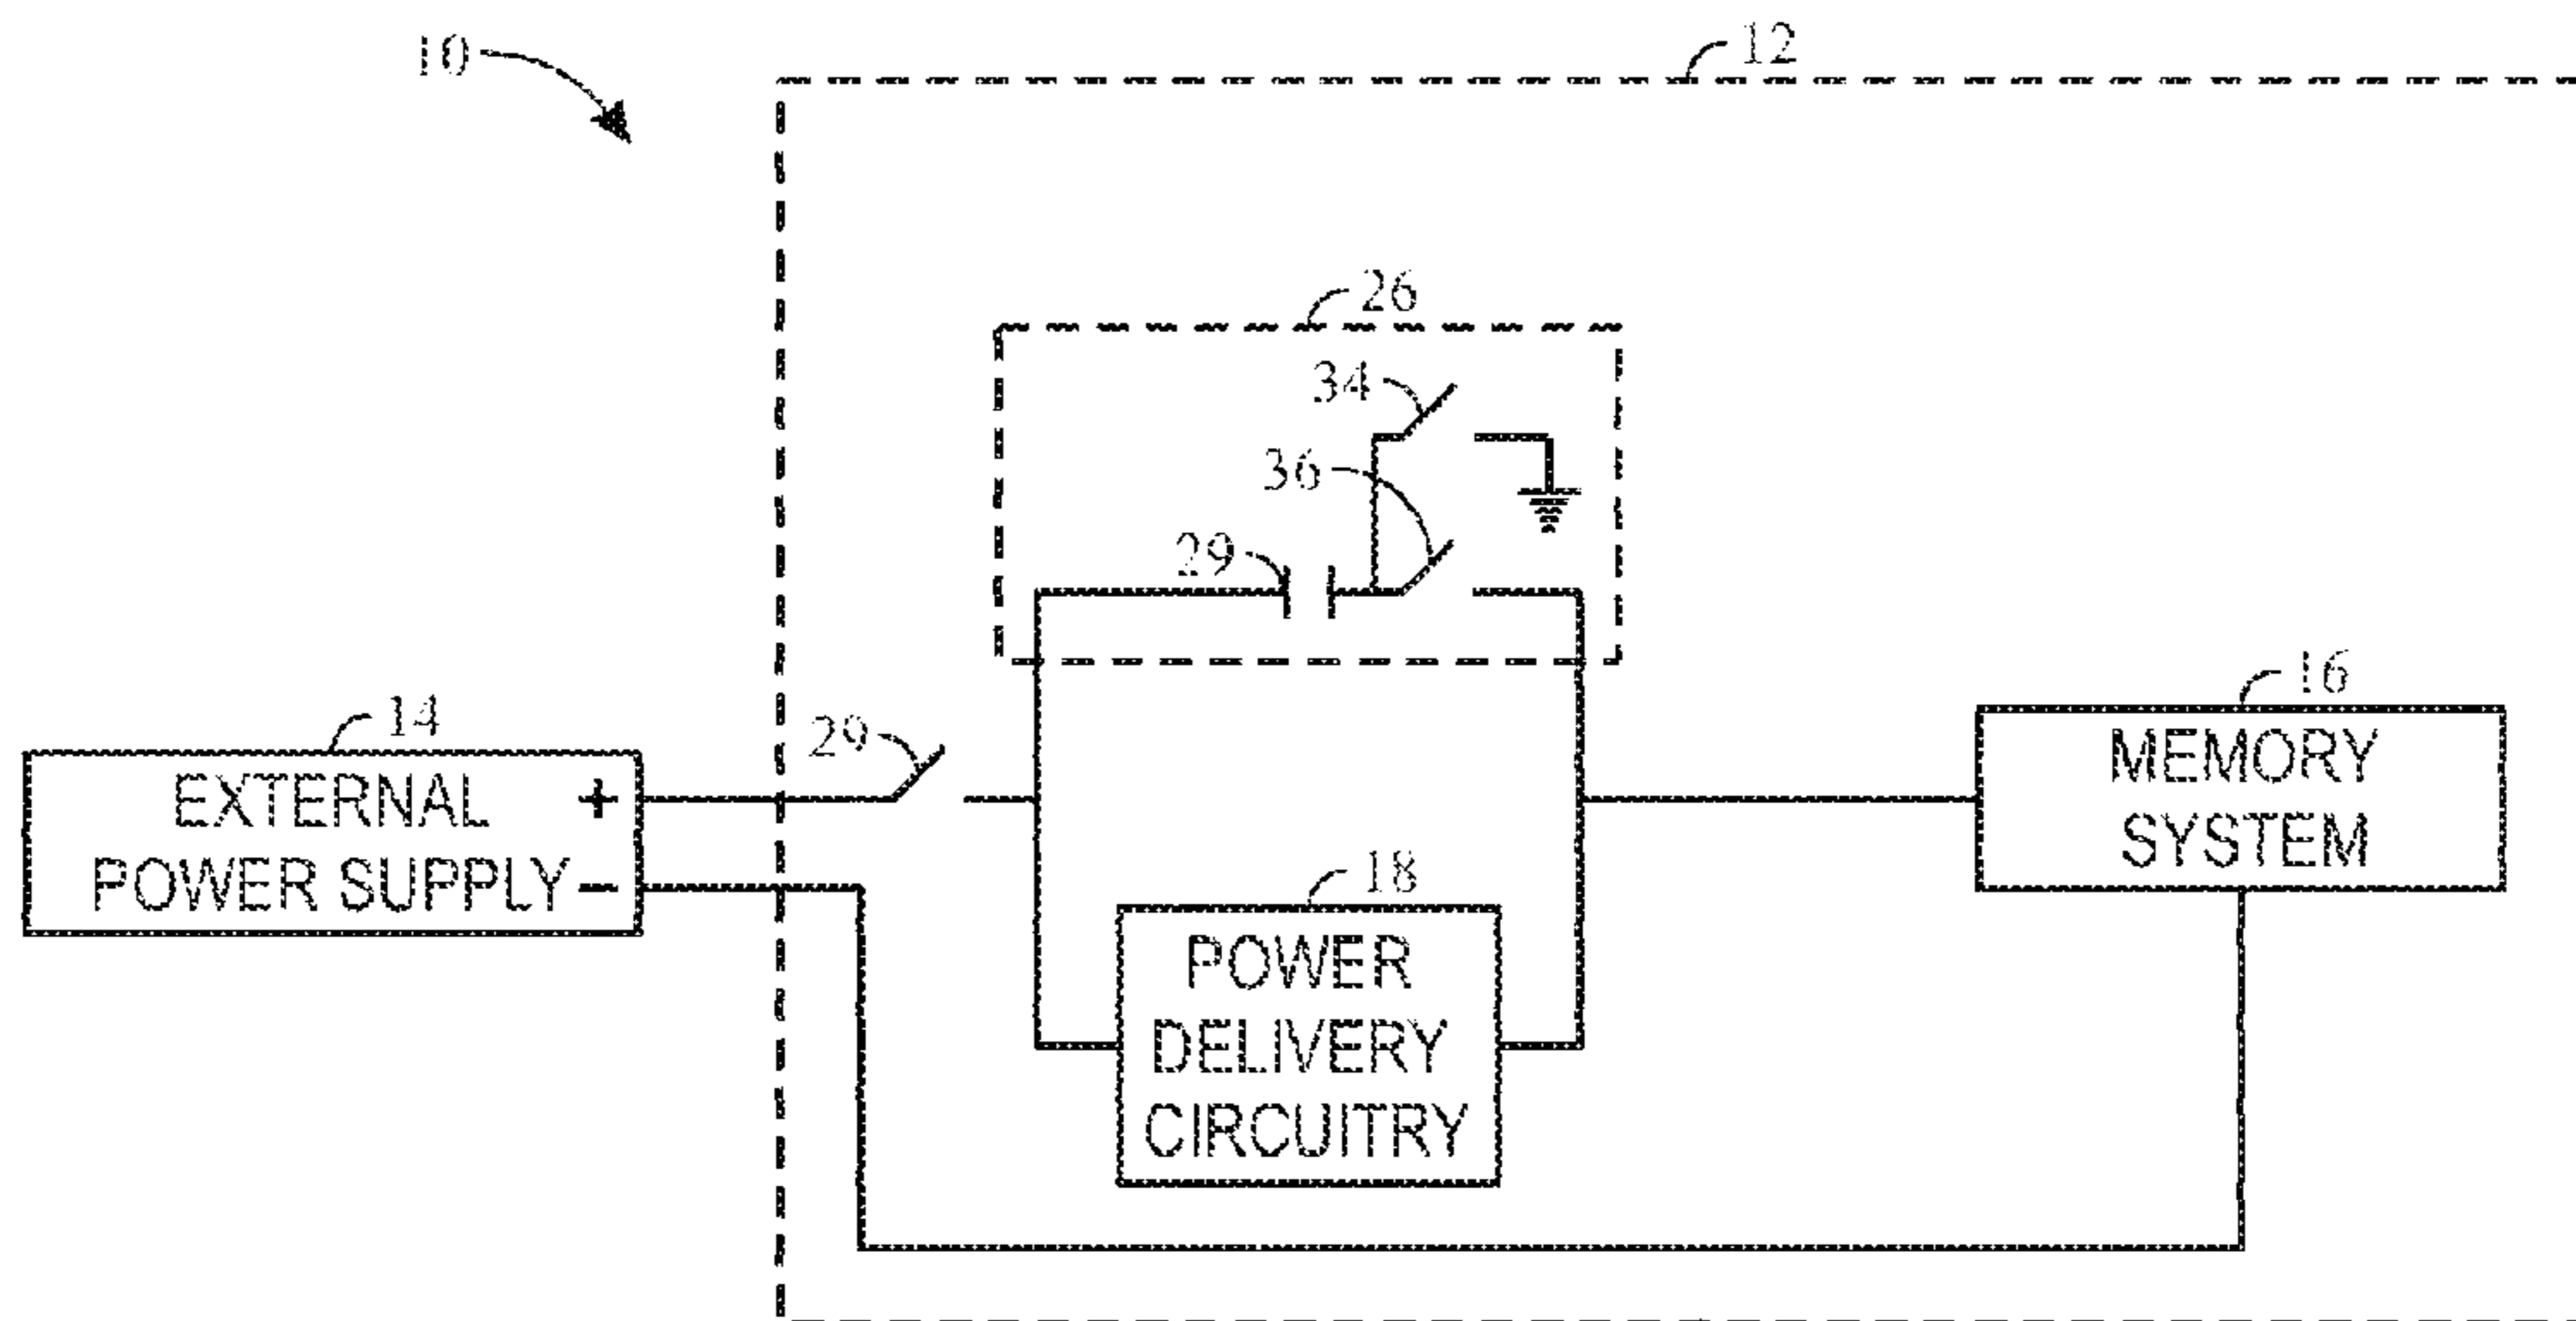 10
12
26
34
36
29
14
29
16
EXTERNAL +
POWER SUPPLY –
MEMORY
SYSTEM
18
POWER
DELIVERY
CIRCUITRY